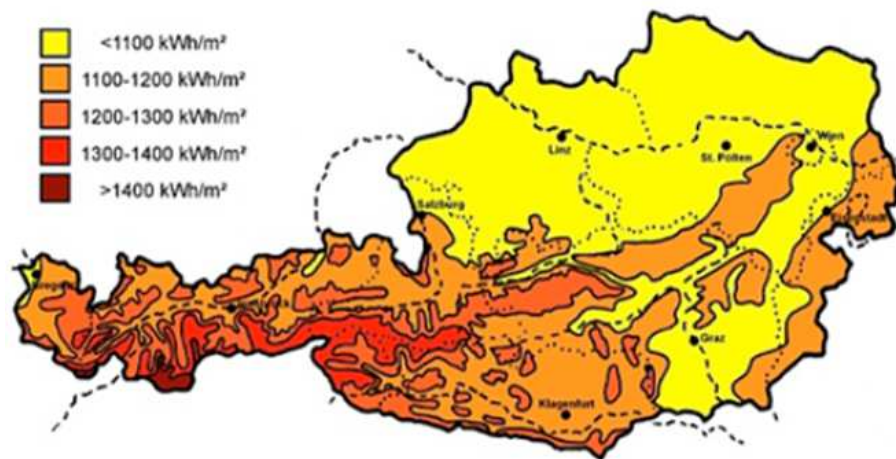 <1100 kWh/m²
1100-1200 kWh/m²
1200-1300 kWh/m²
1300-1400 kWh/m²
>1400 kWh/m²
Linz
St. Pölten
Wien
Salzburg
Graz
Klagenfurt